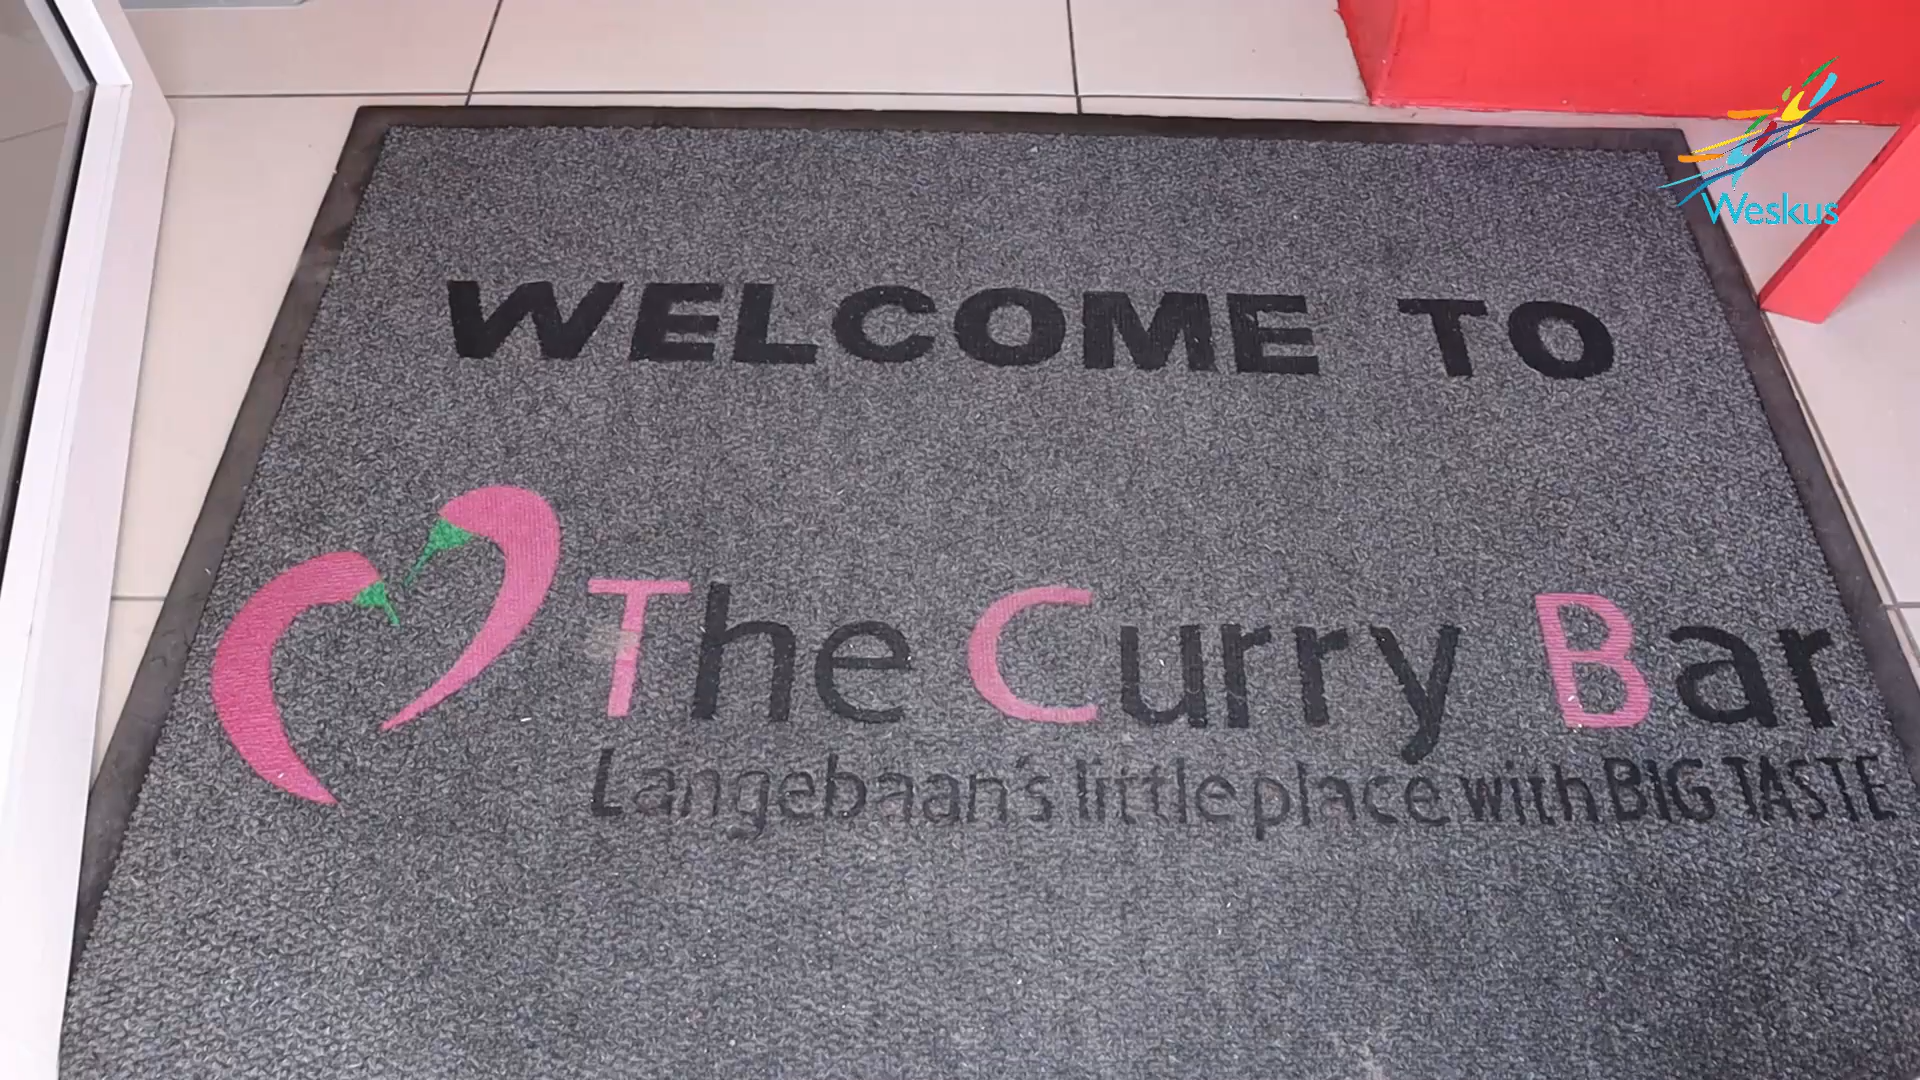 Weskus
WELCOME TO
The Curry Bar
Langebaan's little place with BIG TASTE